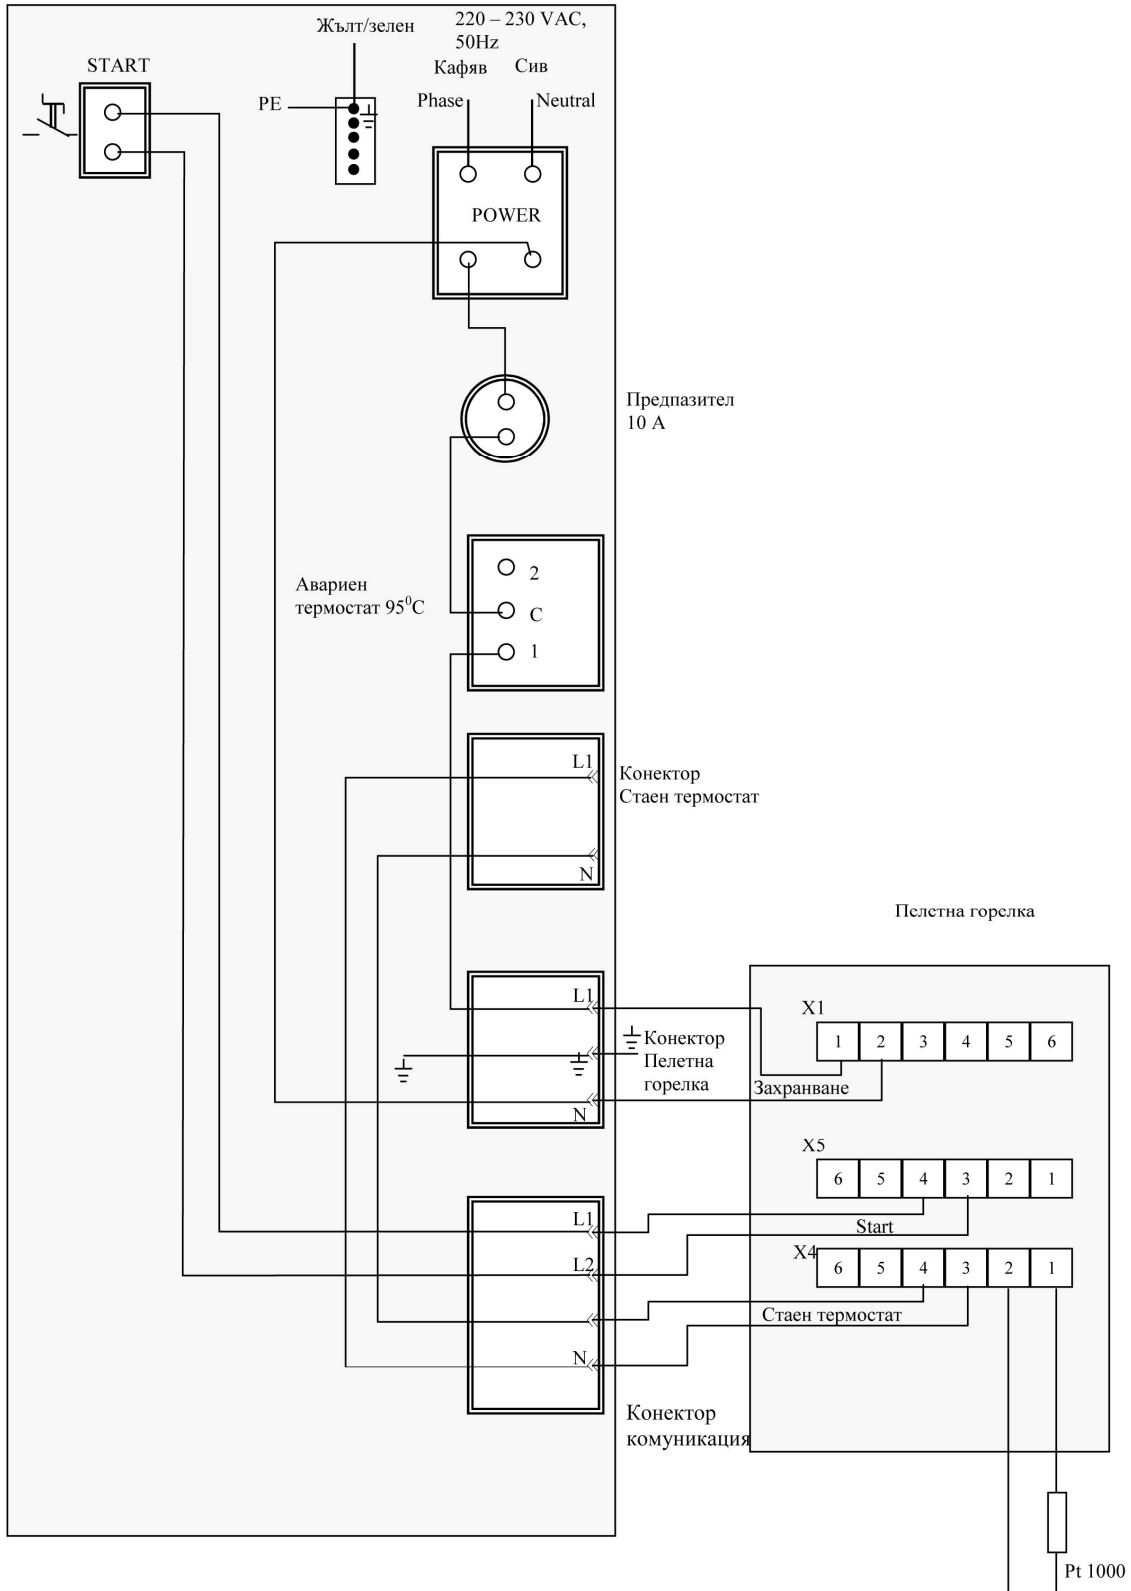 Жълт/зелен
220 – 230 VAC,
50Hz
Кафяв
Сив
START
PE
Phase
Neutral
POWER
Предпазител
10 A
2
C
1
Авариен
термостат 95⁰C
L1
N
Конектор
Стаен термостат
Пелетна горелка
L1
N
Конектор
Пелетна
горелка
X1
1 2 3 4 5 6
Захранване
X5
6 5 4 3 2 1
Start
X4
6 5 4 3 2 1
Стаен термостат
L1
L2
N
Конектор
комуникация
Pt 1000